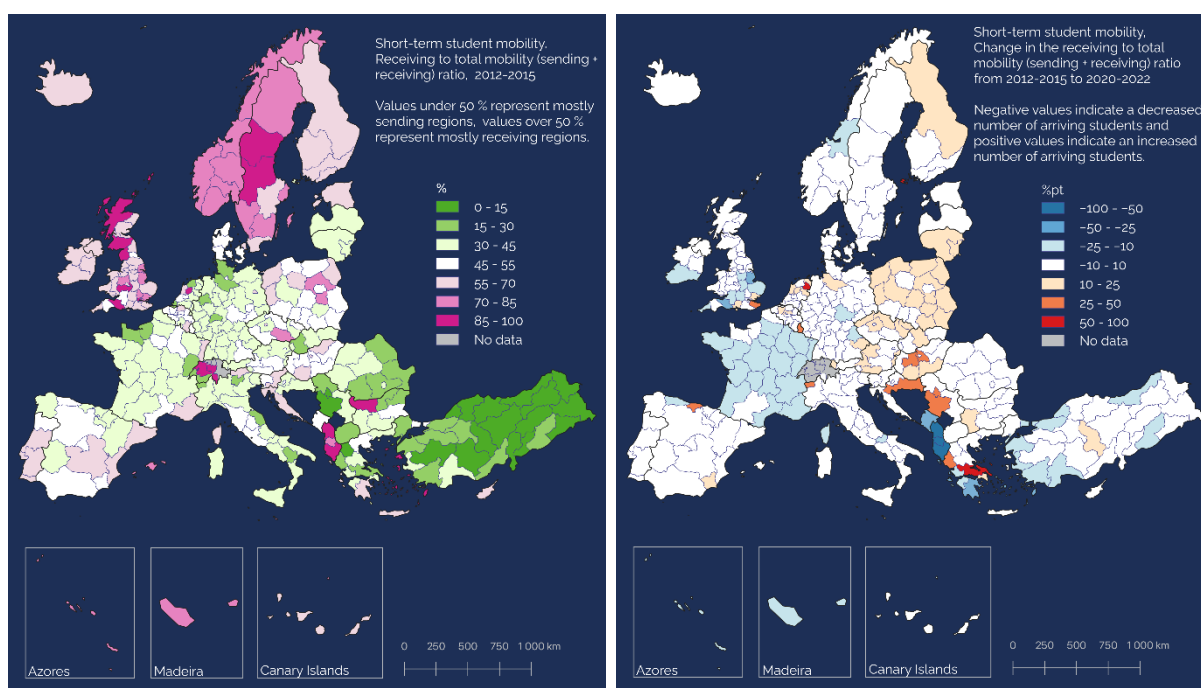 Short-term student mobility,
Receiving to total mobility (sending +
receiving) ratio, 2012-2015
Values under 50 % represent mostly
sending regions, values over 50 %
represent mostly receiving regions.
%
0 - 15
15 - 30
30 - 45
45 - 55
55 - 70
70 - 85
85 - 100
No data
Azores
Madeira
Canary Islands
0 250 500 750 1 000 km
Short-term student mobility,
Change in the receiving to total
mobility (sending + receiving) ratio
from 2012-2015 to 2020-2022
Negative values indicate a decreased
number of arriving students and
positive values indicate an increased
number of arriving students.
%pt
−100 - −50
−50 - −25
−25 - −10
−10 - 10
10 - 25
25 - 50
50 - 100
No data
Azores
Madeira
Canary Islands
0 250 500 750 1 000 km